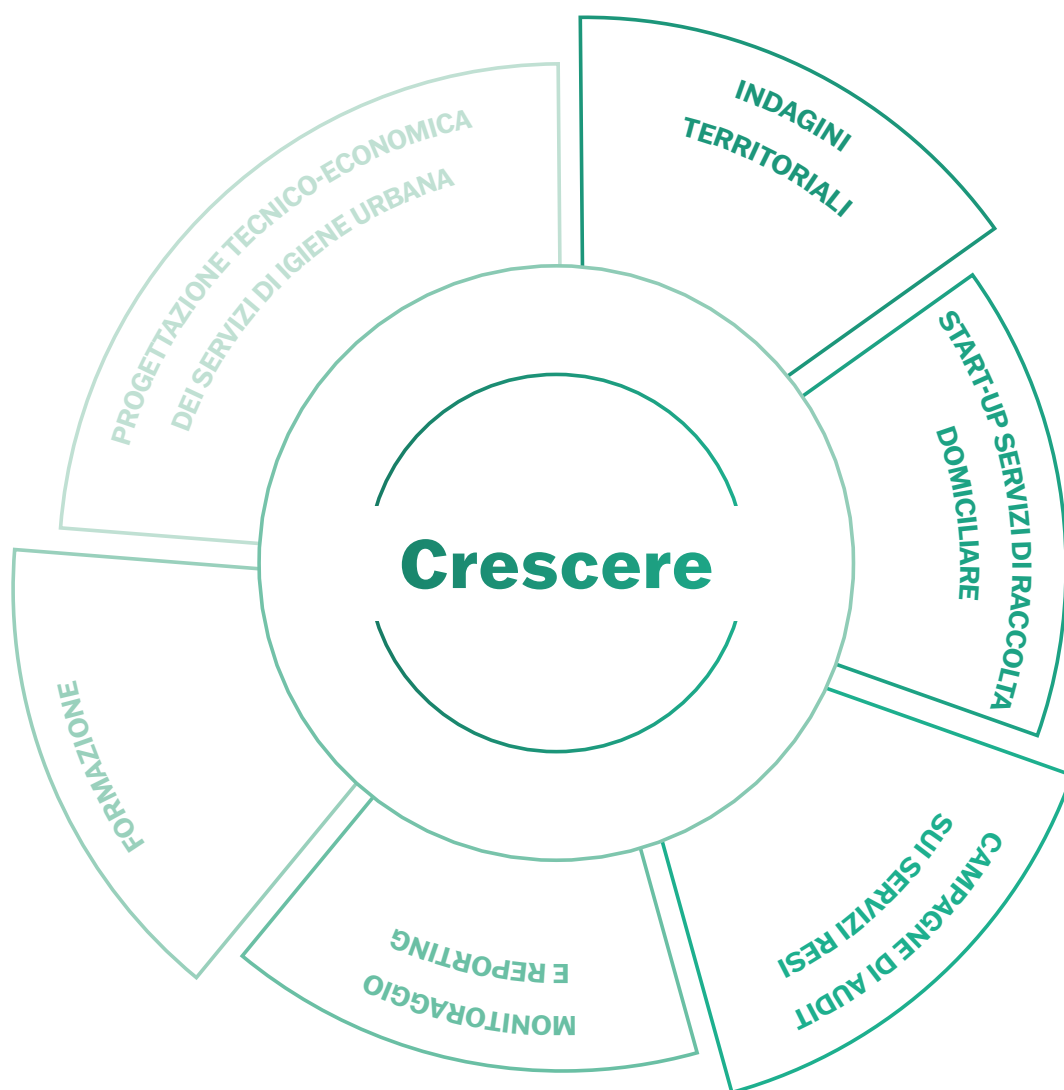 INDAGINI
TERRITORIALI
START-UP SERVIZI DI RACCOLTA
DOMICILIARE
CAMPAGNE DI AUDIT
SUI SERVIZI RESI
MONITORAGGIO
E REPORTING
FORMAZIONE
PROGETTAZIONE TECNICO-ECONOMICA
DEI SERVIZI DI IGIENE URBANA
Crescere